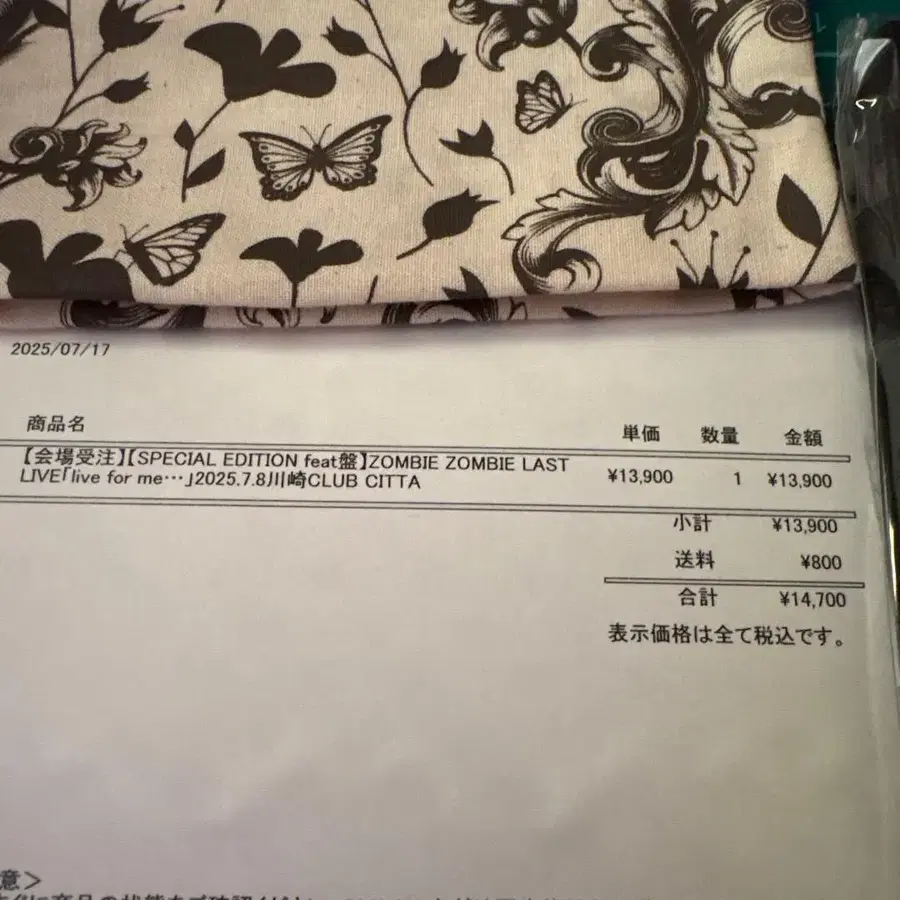 2025/07/17
商品名 単価 数量 金額
【会場受注】【SPECIAL EDITION feat盤】ZOMBIE ZOMBIE LAST
LIVE「live for me…」2025.7.8川崎CLUB CITTA ¥13,900 1 ¥13,900
小計 ¥13,900
送料 ¥800
合計 ¥14,700
表示価格は全て税込です。
意＞